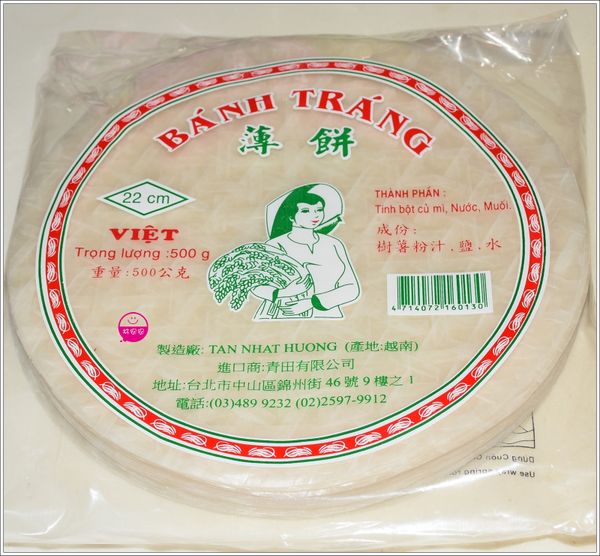 BÁNH TRÁNG
薄餅
22 cm
VIỆT
Trọng lượng :500 g
重量:500公克
THÀNH PHẦN :
Tinh bột củ mì, Nước, Muối.
成份:
樹薯粉汁.鹽.水
4 714072 160130
製造廠: TAN NHAT HUONG (產地:越南)
進口商:青田有限公司
地址:台北市中山區錦州街 46 號 9 樓之 1
電話:(03)489 9232 (02)2597-9912